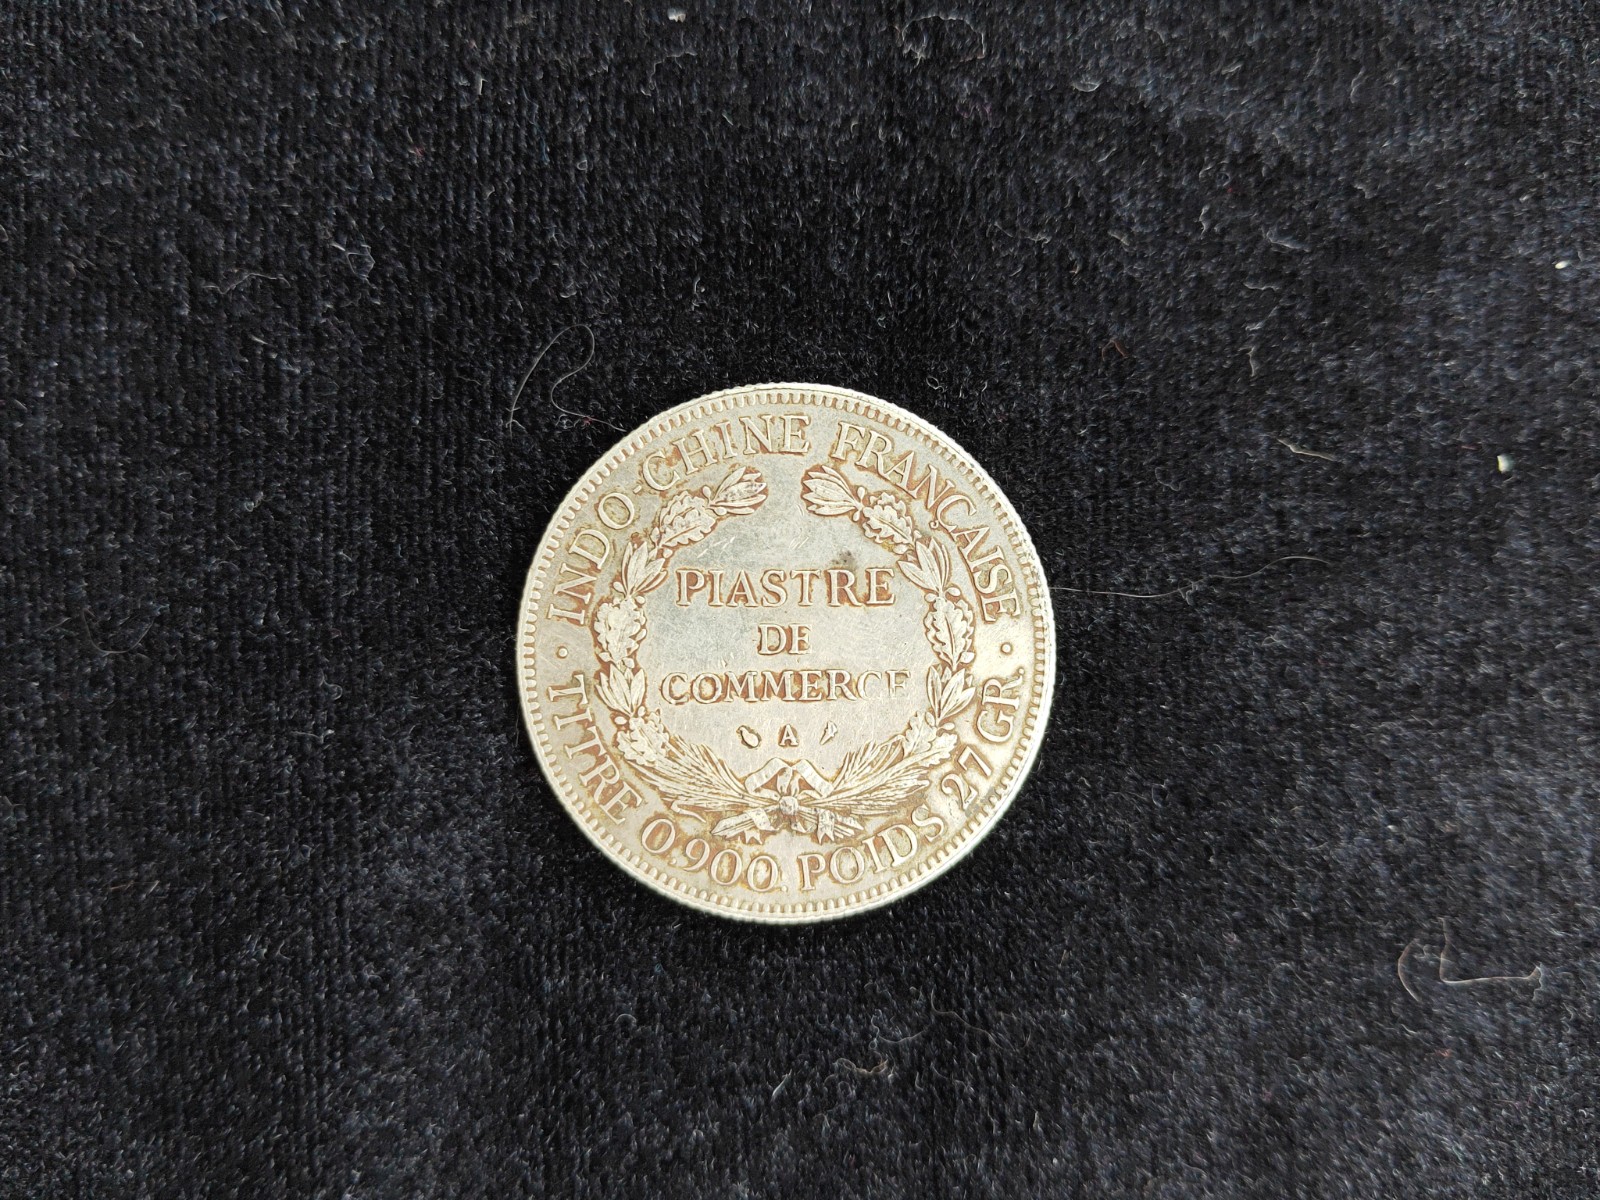 INDO-CHINE FRANÇAISE
PIASTRE
DE
COMMERCE
A
· TITRE 0.900. POIDS 27 GR. ·